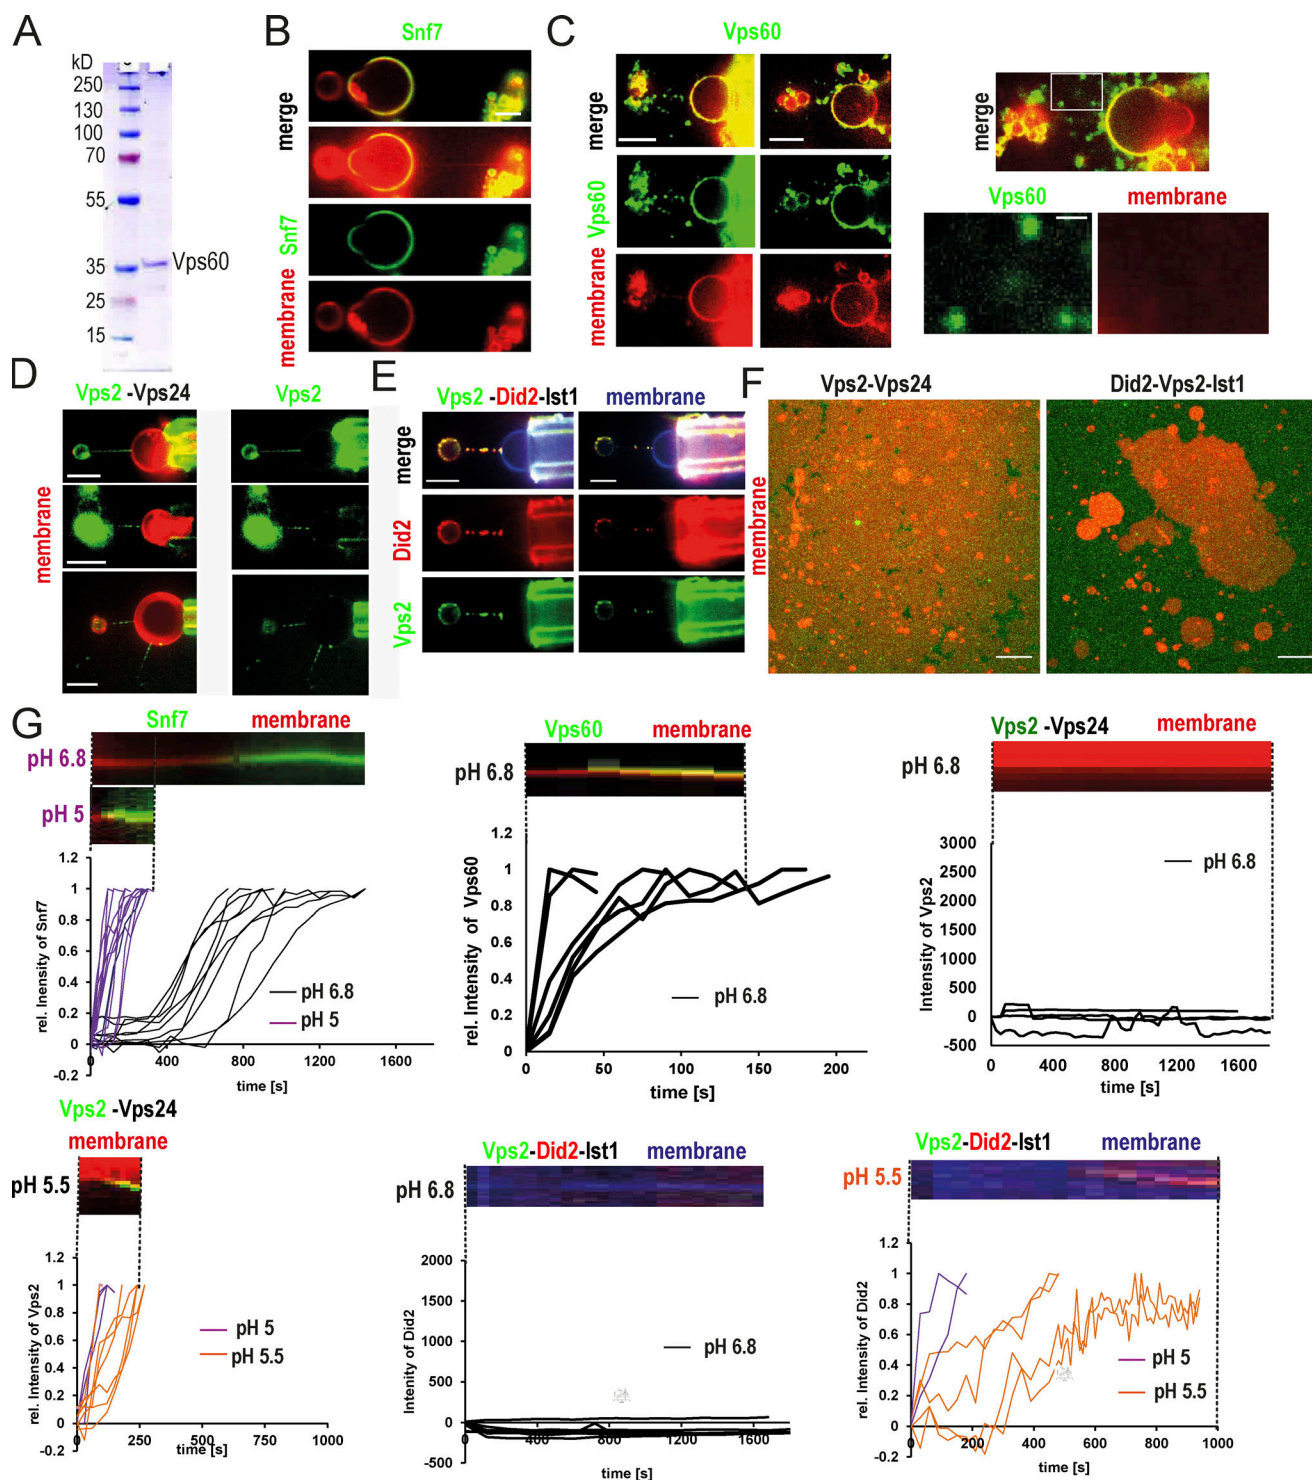 A
kD
250
130
100
70
55
35
25
15
Vps60
B
Snf7
merge
Snf7
membrane
C
Vps60
merge
Vps60
membrane
merge
Vps60
membrane
D
Vps2 -Vps24
Vps2
membrane
E
Vps2 -Did2-Ist1
membrane
merge
Did2
Vps2
F
Vps2-Vps24
Did2-Vps2-Ist1
membrane
G
Snf7
membrane
pH 6.8
pH 5
1.2
1
0.8
0.6
0.4
0.2
0
-0.2
rel. Inensity of Snf7
pH 6.8
pH 5
0
400
800
1200
1600
time [s]
Vps60
membrane
pH 6.8
1.2
1
0.8
0.6
0.4
0.2
0
rel. Intensity of Vps60
pH 6.8
0
50
100
150
200
time [s]
Vps2 -Vps24
membrane
pH 6.8
3000
2500
2000
1500
1000
500
0
-500
Intensity of Vps2
pH 6.8
0
400
800
1200
1600
time [s]
Vps2 -Vps24
membrane
pH 5.5
1.2
1
0.8
0.6
0.4
0.2
0
-0.2
rel. Intensity of Vps2
pH 5
pH 5.5
0
250
500
750
1000
time [s]
Vps2-Did2-Ist1
membrane
pH 6.8
2000
1500
1000
500
0
-500
Intenity of Did2
pH 6.8
0
400
800
1200
1600
time [s]
Vps2-Did2-Ist1
membrane
pH 5.5
1.2
1
0.8
0.6
0.4
0.2
0
-0.2
rel. Intensity of Did2
pH 5
pH 5.5
0
200
400
600
800
1000
time [s]